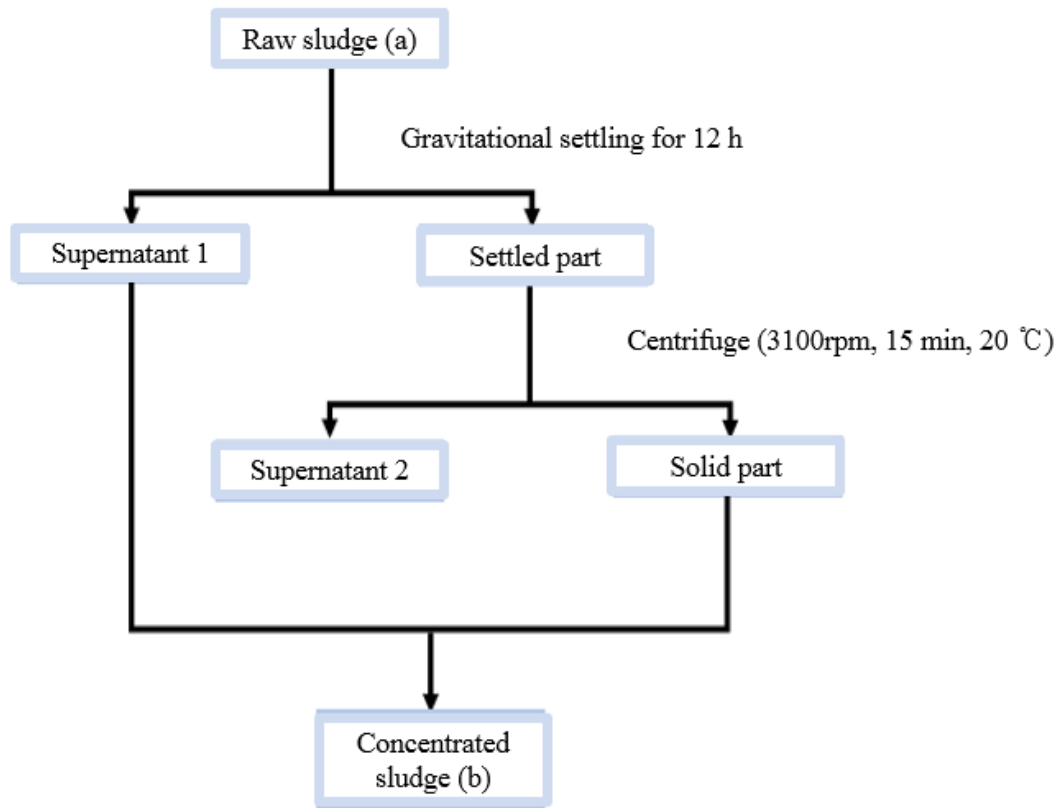 Raw sludge (a)
Gravitational settling for 12 h
Supernatant 1
Settled part
Centrifuge (3100rpm, 15 min, 20 ℃)
Supernatant 2
Solid part
Concentrated
sludge (b)